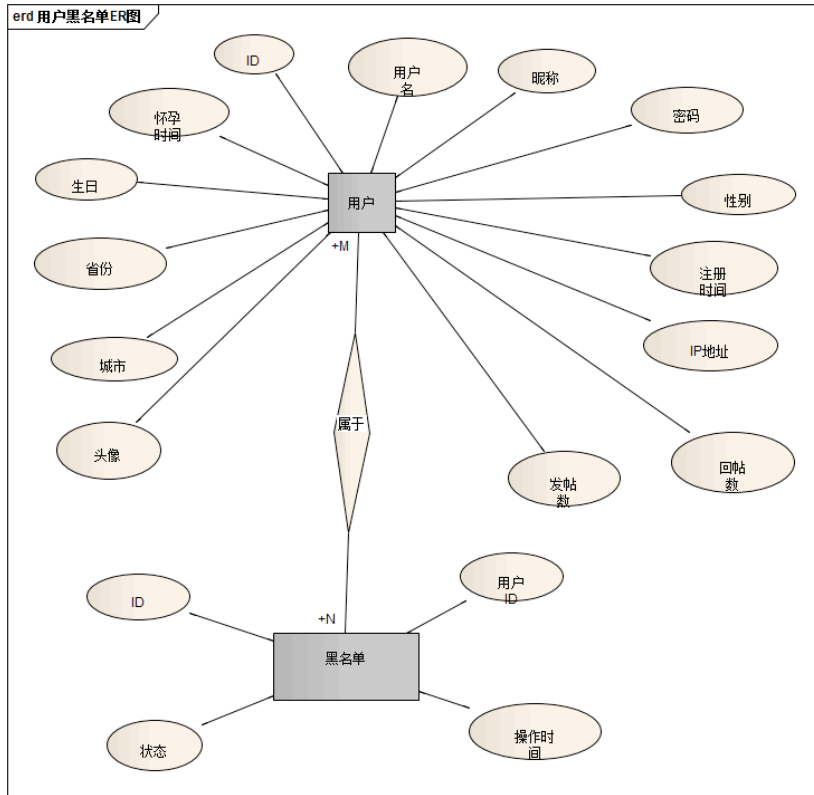 erd 用户黑名单ER图
ID
用户
名
昵称
怀孕
时间
密码
生日
用户
性别
+M
省份
注册
时间
IP地址
城市
属于
头像
发帖
数
回帖
数
ID
用户
ID
+N
黑名单
状态
操作时
间